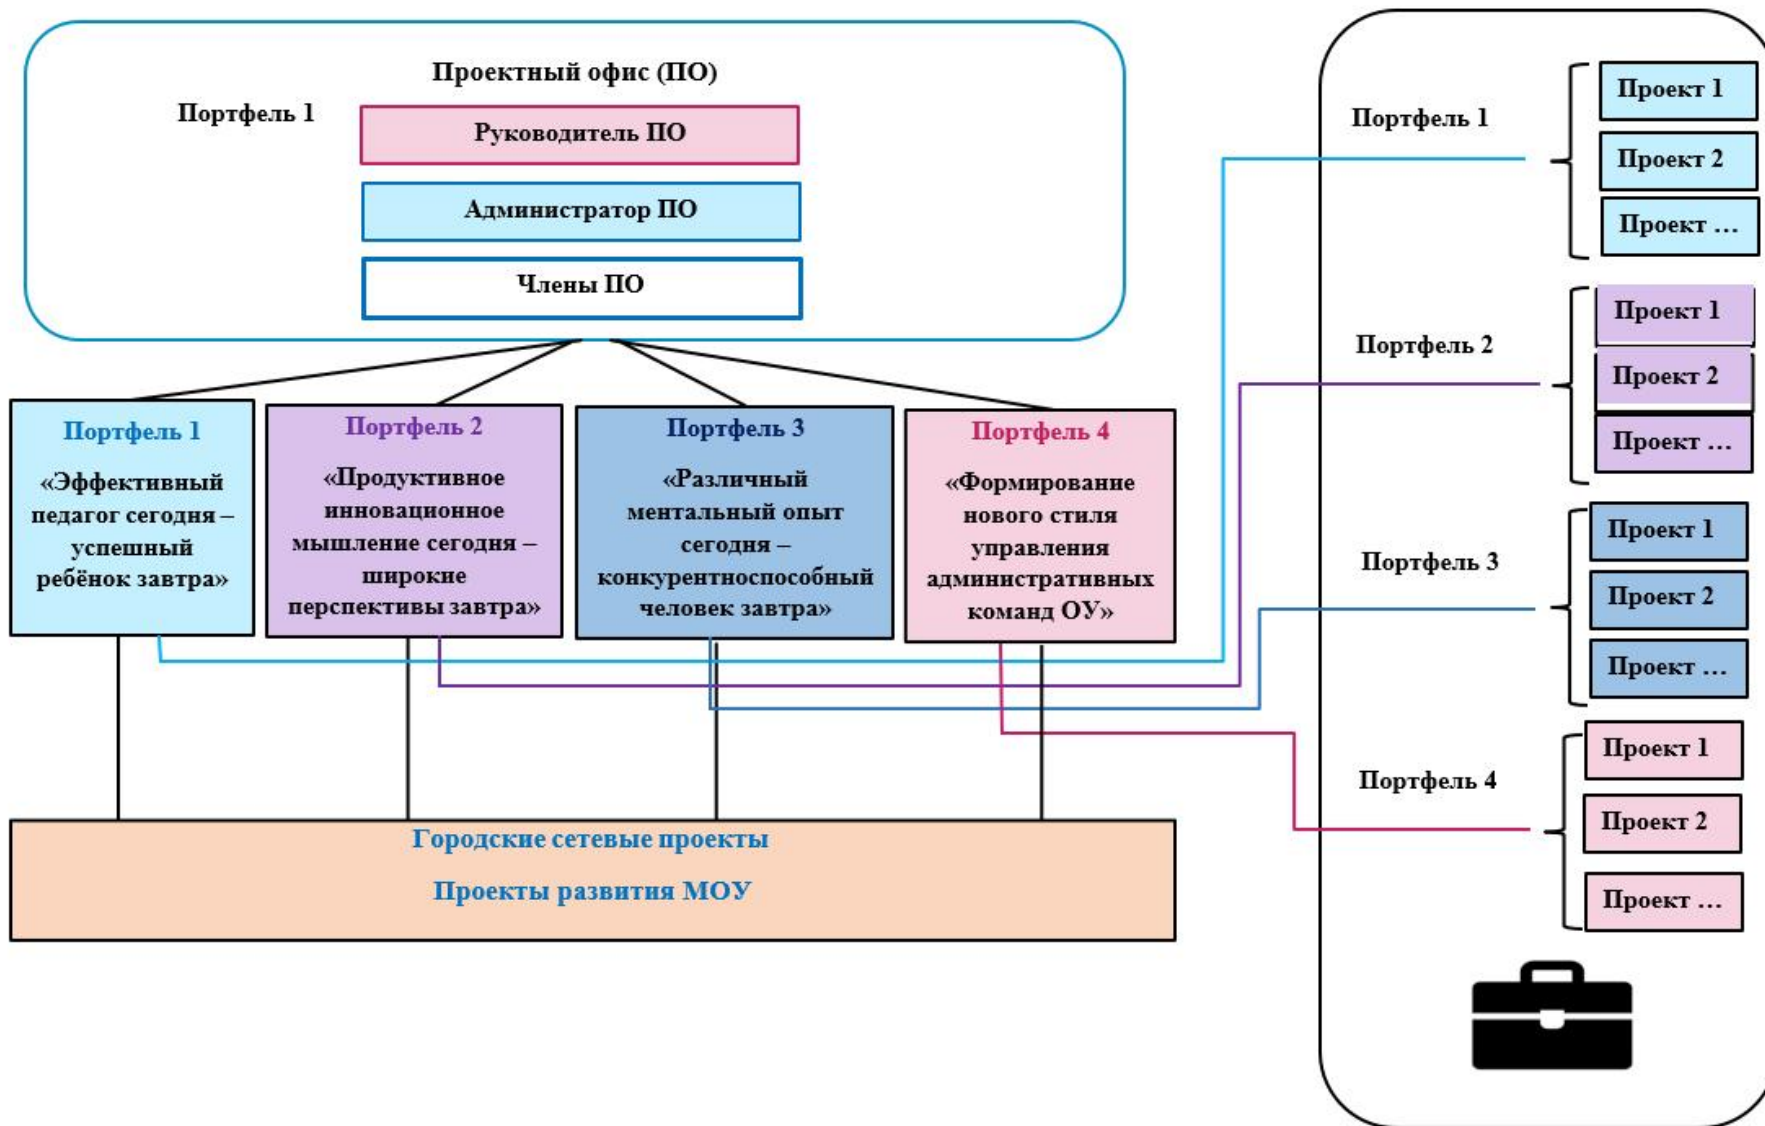 Проектный офис (ПО)
Портфель 1
Руководитель ПО
Администратор ПО
Члены ПО
Портфель 1
«Эффективный
педагог сегодня –
успешный
ребёнок завтра»
Портфель 2
«Продуктивное
инновационное
мышление сегодня –
широкие
перспективы завтра»
Портфель 3
«Различный
ментальный опыт
сегодня –
конкурентноспособный
человек завтра»
Портфель 4
«Формирование
нового стиля
управления
административных
команд ОУ»
Городские сетевые проекты
Проекты развития МОУ
Портфель 1
Проект 1
Проект 2
Проект ...
Портфель 2
Проект 1
Проект 2
Проект ...
Портфель 3
Проект 1
Проект 2
Проект ...
Портфель 4
Проект 1
Проект 2
Проект ...